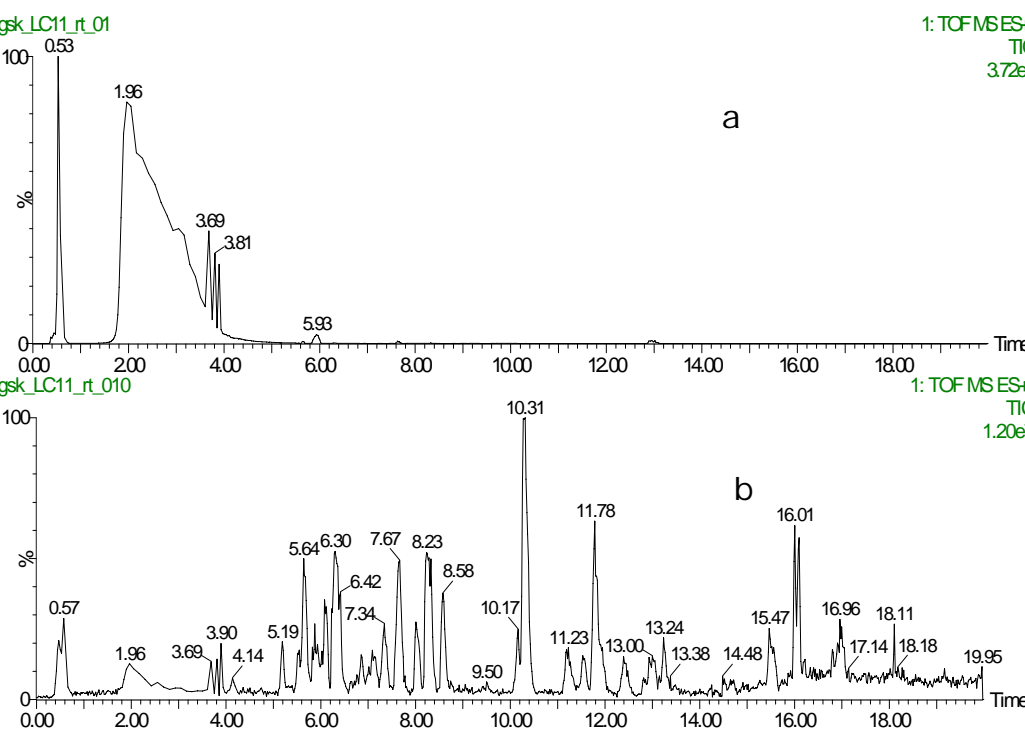 gsk_LC11_rt_01
1: TOF MS ES+
TIC
3.72e
0.53
100
1.96
a
%
3.69
3.81
5.93
0
0.00 2.00 4.00 6.00 8.00 10.00 12.00 14.00 16.00 18.00
Time
gsk_LC11_rt_010
1: TOF MS ES+
TIC
1.20e
100
10.31
b
11.78
16.01
%
5.64 6.30 7.67 8.23
6.42
8.58
0.57
7.34
10.17
3.69 3.90
5.19
1.96
4.14
9.50
11.23
13.00
13.24
13.38
14.48
15.47
16.96
17.14
18.11
18.18
19.95
0
0.00 2.00 4.00 6.00 8.00 10.00 12.00 14.00 16.00 18.00
Time